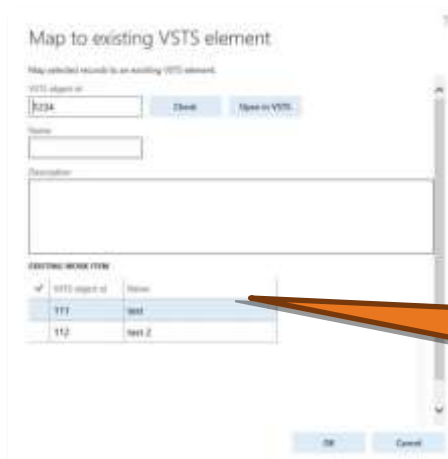 Map to existing VSTS element
Map selected records to an existing VSTS element.
VSTS object id
1234 Check Open in VSTS
Name
Description
EXISTING WORK ITEM
VSTS object id Name
111 test
112 test 2
OK Cancel